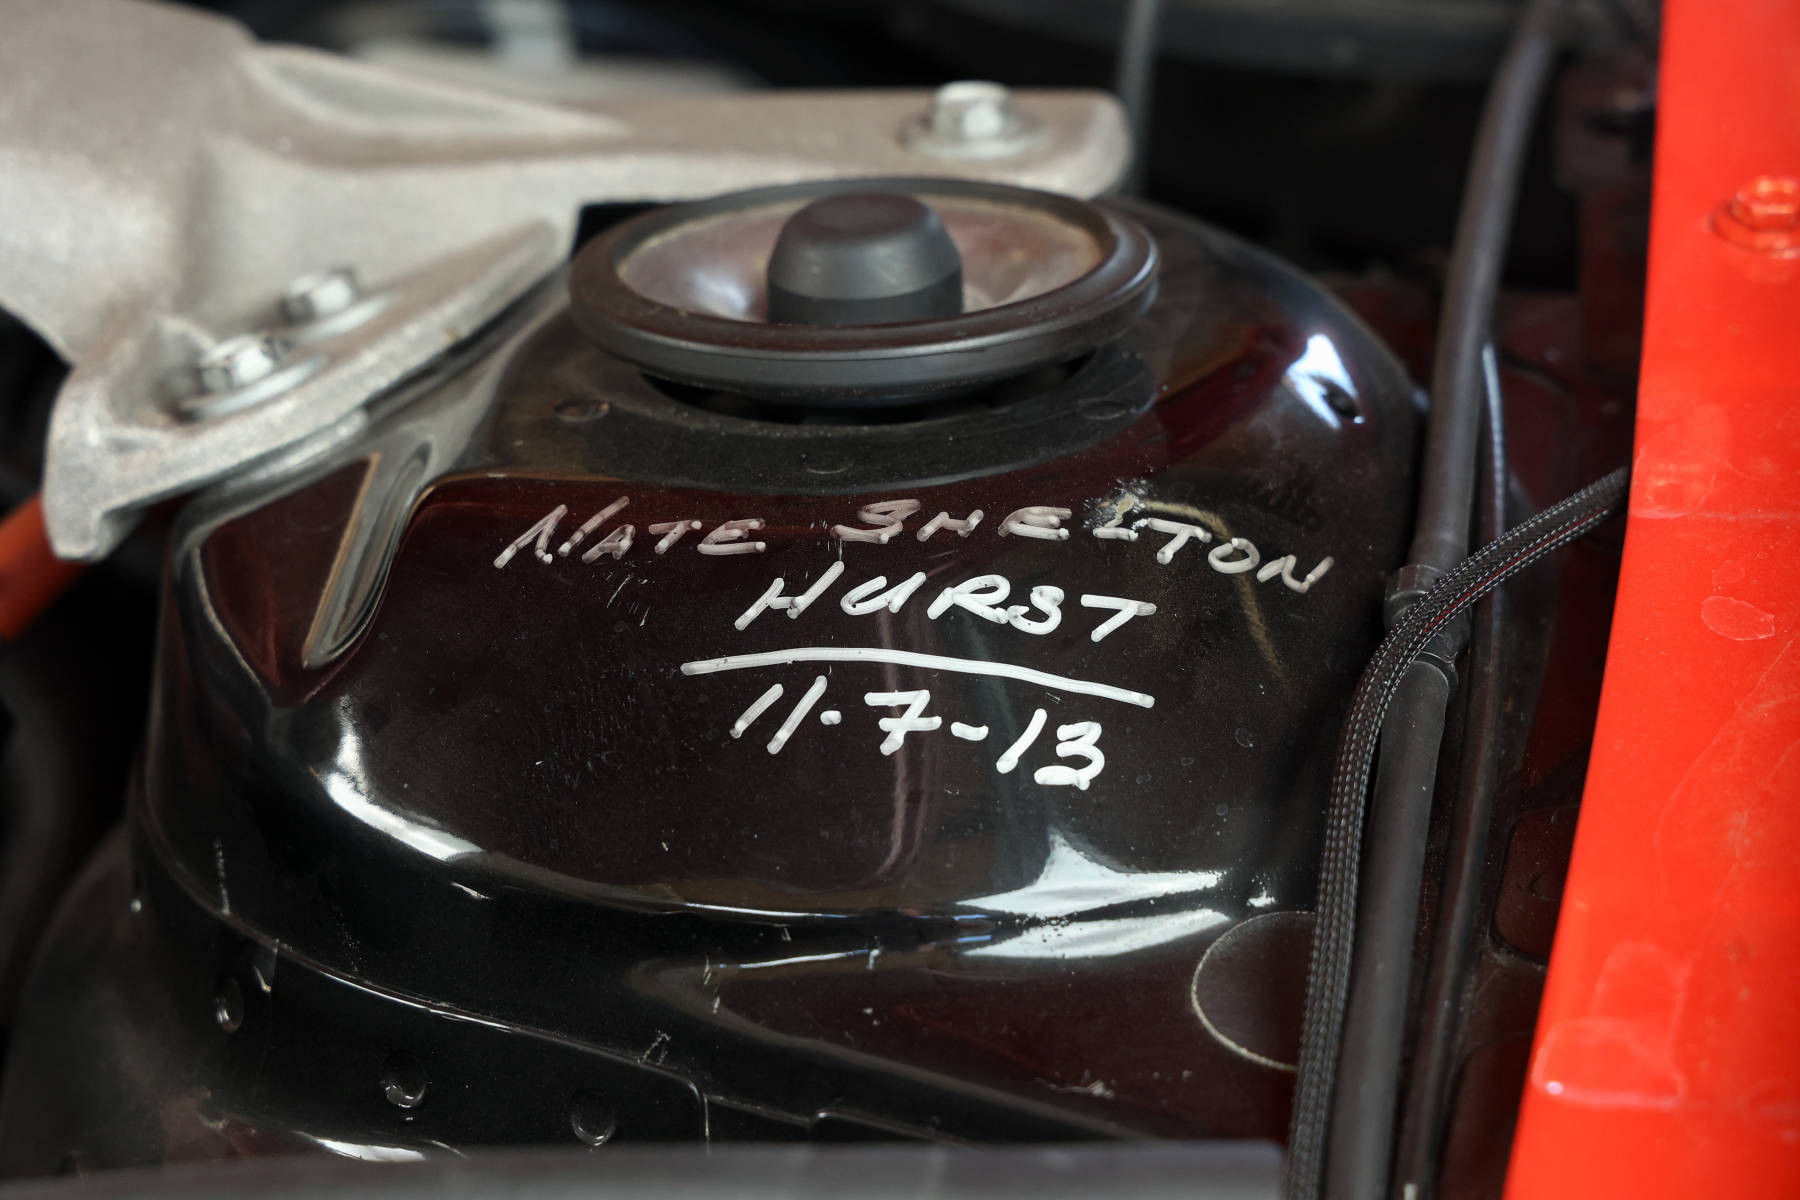 NATE SHELTON
HURST
11-7-13